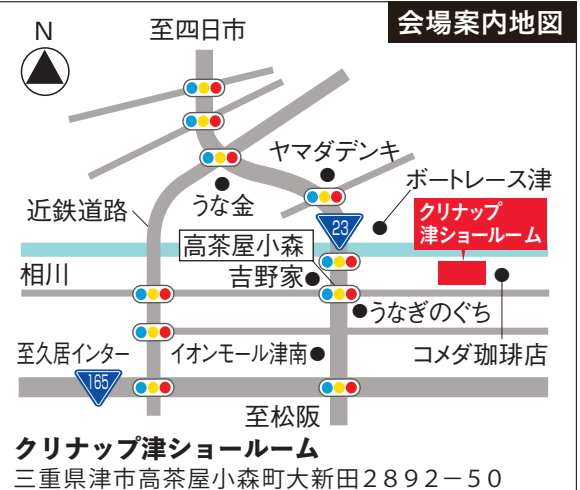 会場案内地図
N
至四日市
ヤマダデンキ
ボートレース津
うな金
近鉄道路
クリナップ
津ショールーム
23
高茶屋小森
相川
吉野家
うなぎのぐち
至久居インター
イオンモール津南
コメダ珈琲店
165
至松阪
クリナップ津ショールーム
三重県津市高茶屋小森町大新田2892−50